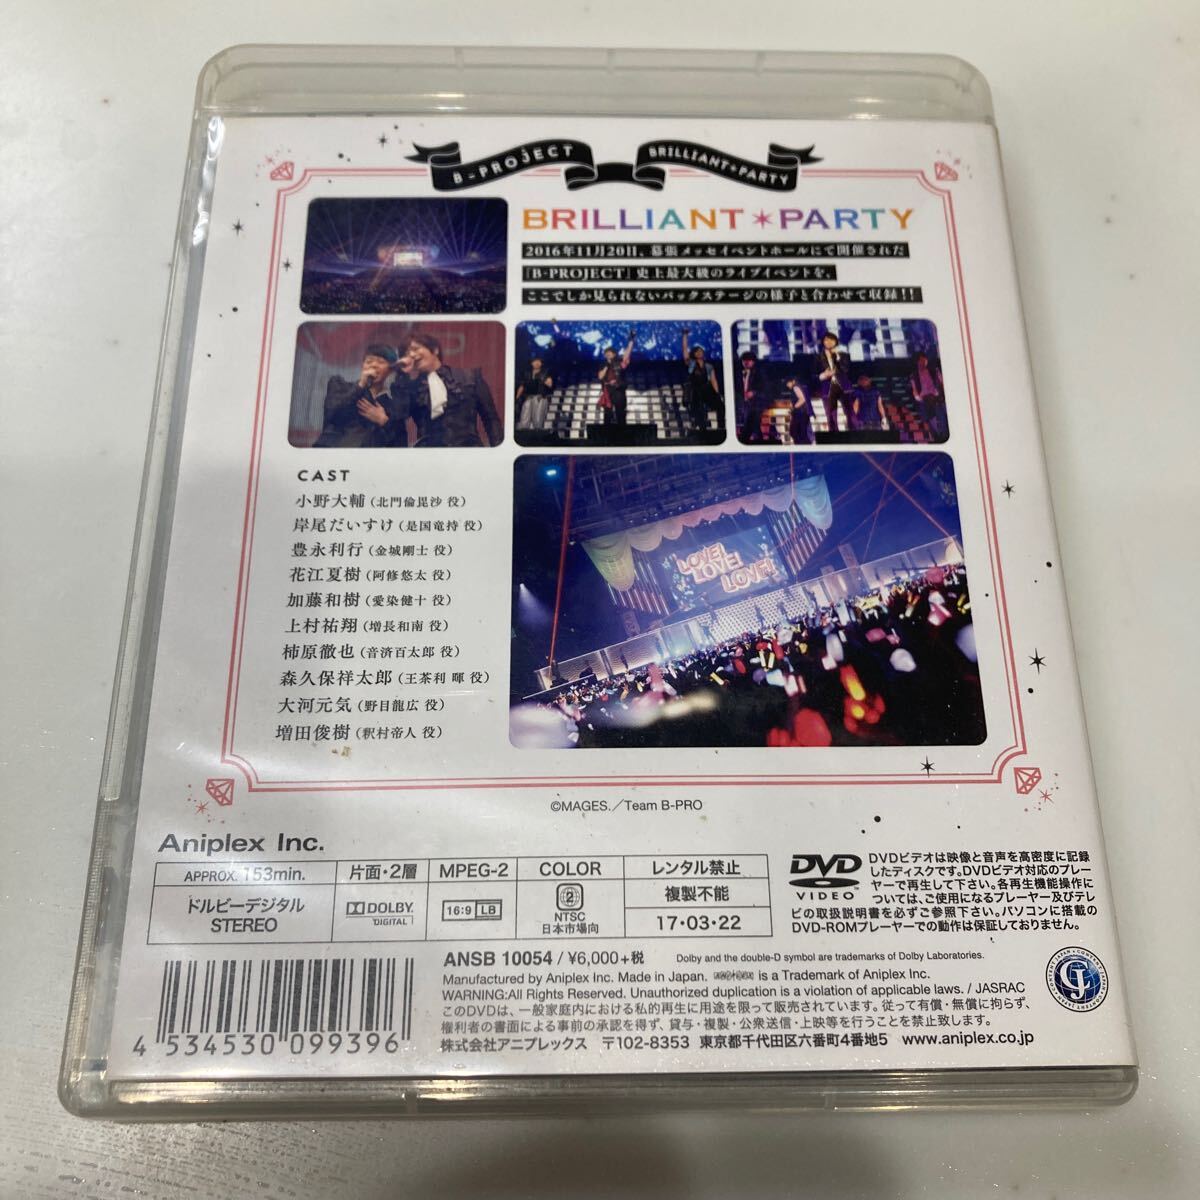 B-PROJECT BRILLIANT*PARTY
BRILLIANT*PARTY
2016年11月20日、幕張メッセイベントホールにて開催された
『B-PROJECT』史上最大級のライブイベントを、
ここでしか見られないバックステージの様子と合わせて収録!!
LOVE!
LOVE!
LOVE!
CAST
小野大輔(北門倫毘沙 役)
岸尾だいすけ(是国竜持 役)
豊永利行(金城剛士 役)
花江夏樹(阿修悠太 役)
加藤和樹(愛染健十 役)
上村祐翔(増長和南 役)
柿原徹也(音済百太郎 役)
森久保祥太郎(王茶利 暉 役)
大河元気(野目龍広 役)
増田俊樹(釈村帝人 役)
©MAGES./Team B-PRO
Aniplex Inc.
APPROX. 153min.
片面・2層
MPEG-2
COLOR
レンタル禁止
ドルビーデジタル
STEREO
DOLBY
DIGITAL
16:9 LB
2
NTSC
日本市場向
複製不能
17・03・22
DVD
VIDEO
DVDビデオは映像と音声を高密度に記録
したディスクです。DVDビデオ対応のプレー
ヤーで再生して下さい。各再生機能操作に
ついては、ご使用になるプレーヤー及びテレ
ビの取扱説明書を必ずご参照下さい。パソコンに搭載の
DVD-ROMプレーヤーでの動作は保証しておりません。
ANSB 10054 / ¥6,000+税
Dolby and the double-D symbol are trademarks of Dolby Laboratories.
Manufactured by Aniplex Inc. Made in Japan. is a Trademark of Aniplex Inc.
WARNING:All Rights Reserved. Unauthorized duplication is a violation of applicable laws. / JASRAC
このDVDは、一般家庭内における私的再生に用途を限って販売されています。従って有償・無償に拘らず、
権利者の書面による事前の承認を得ず、貸与・複製・公衆送信・上映等を行うことを禁止致します。
株式会社アニプレックス 〒102-8353 東京都千代田区六番町4番地5 www.aniplex.co.jp
4 534530 099396